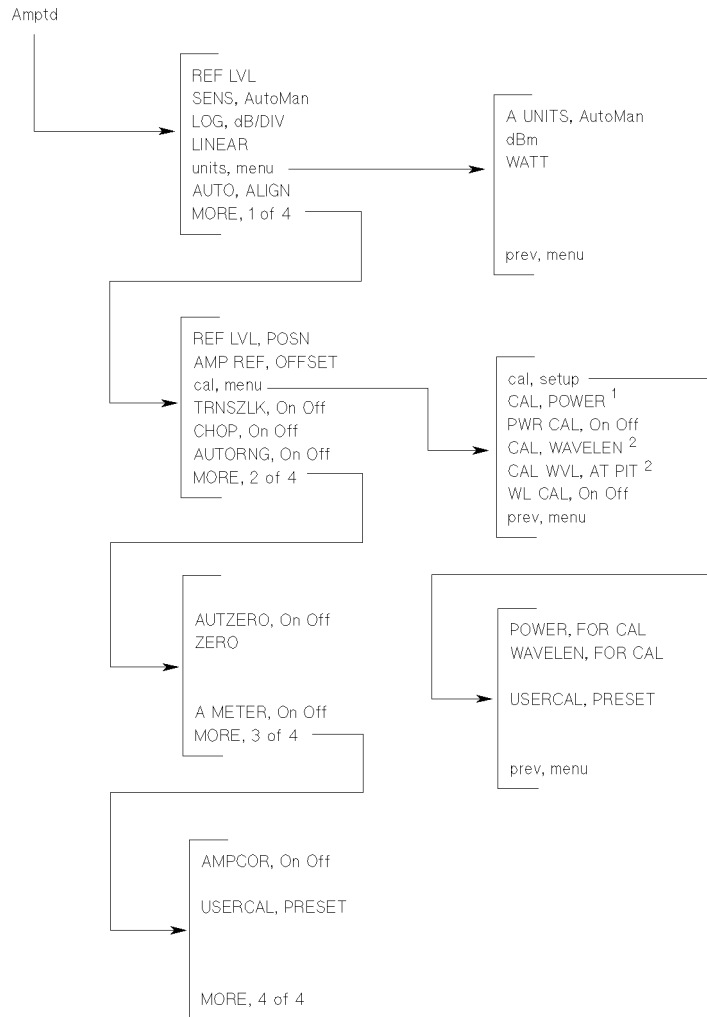 Amptd
REF LVL
SENS, AutoMan
LOG, dB/DIV
LINEAR
units, menu
AUTO, ALIGN
MORE, 1 of 4
A UNITS, AutoMan
dBm
WATT
prev, menu
REF LVL, POSN
AMP REF, OFFSET
cal, menu
TRNSZLK, On Off
CHOP, On Off
AUTORNG, On Off
MORE, 2 of 4
cal, setup
CAL, POWER 1
PWR CAL, On Off
CAL, WAVELEN 2
CAL WVL, AT PIT 2
WL CAL, On Off
prev, menu
AUTZERO, On Off
ZERO
A METER, On Off
MORE, 3 of 4
POWER, FOR CAL
WAVELEN, FOR CAL
USERCAL, PRESET
prev, menu
AMPCOR, On Off
USERCAL, PRESET
MORE, 4 of 4